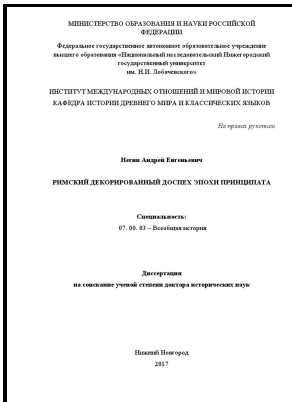 МИНИСТЕРСТВО ОБРАЗОВАНИЯ И НАУКИ РОССИЙСКОЙ
ФЕДЕРАЦИИ
Федеральное государственное автономное образовательное учреждение
высшего образования «Национальный исследовательский Нижегородский
государственный университет
им. Н.И. Лобачевского»
ИНСТИТУТ МЕЖДУНАРОДНЫХ ОТНОШЕНИЙ И МИРОВОЙ ИСТОРИИ
КАФЕДРА ИСТОРИИ ДРЕВНЕГО МИРА И КЛАССИЧЕСКИХ ЯЗЫКОВ
На правах рукописи
Негин Андрей Евгеньевич
РИМСКИЙ ДЕКОРИРОВАННЫЙ ДОСПЕХ ЭПОХИ ПРИНЦИПАТА
Специальность:
07. 00. 03 – Всеобщая история
Диссертация
на соискание ученой степени доктора исторических наук
Нижний Новгород
2017